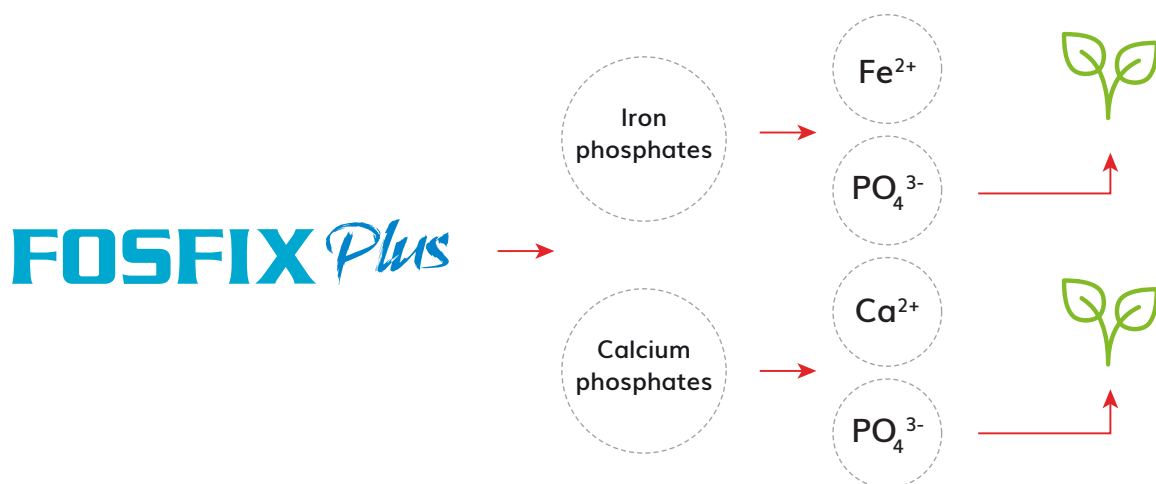 FOSFIX Plus
Iron
phosphates
Fe²⁺
PO₄³⁻
Calcium
phosphates
Ca²⁺
PO₄³⁻